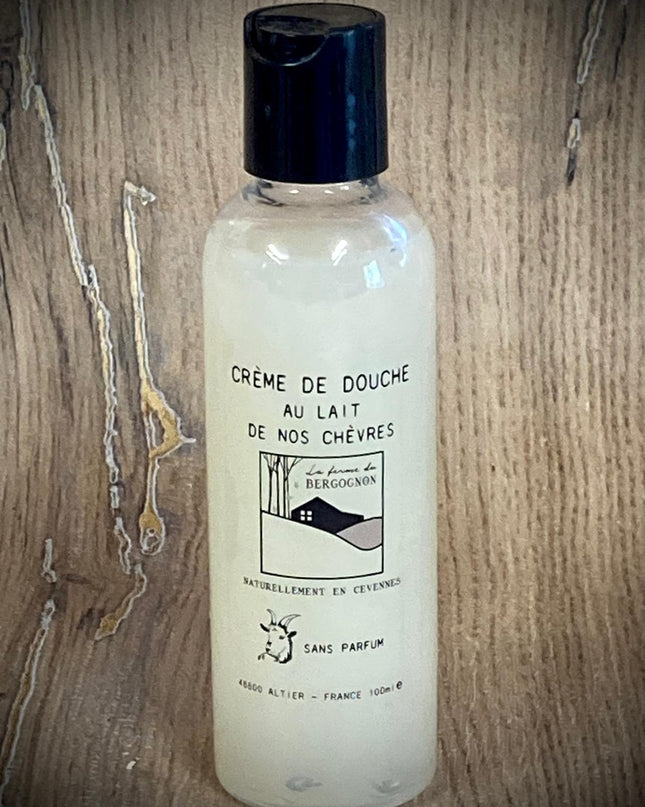 CRÈME DE DOUCHE
AU LAIT
DE NOS CHÈVRES
La ferme du
BERGOGNON
NATURELLEMENT EN CEVENNES
SANS PARFUM
48800 ALTIER - FRANCE 100ml e